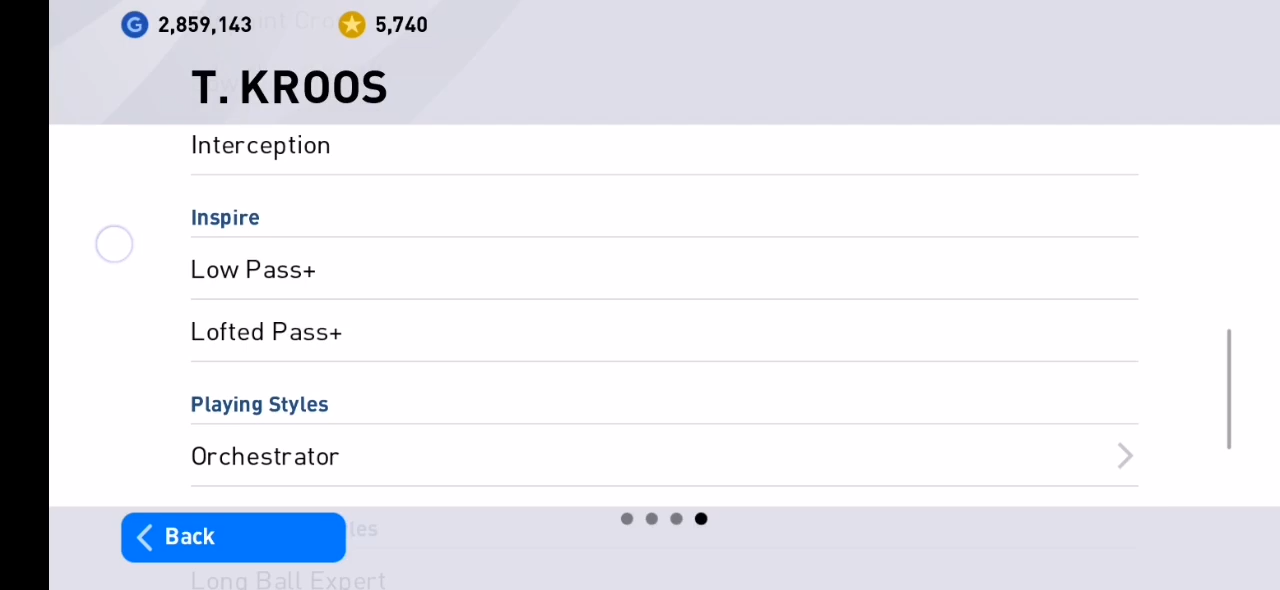 G 2,859,143 5,740
T. KROOS
Interception
Inspire
Low Pass+
Lofted Pass+
Playing Styles
Orchestrator
Back
les
Long Ball Expert